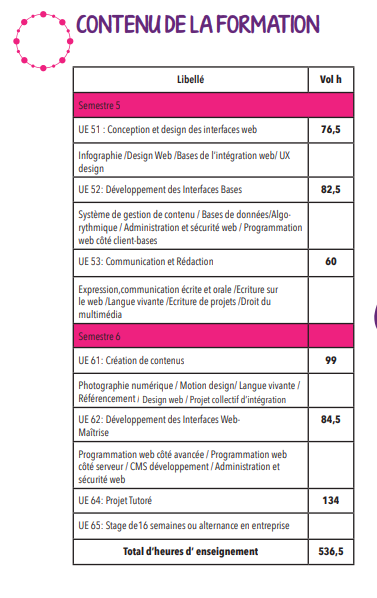 CONTENU DE LA FORMATION
Libellé Vol h
Semestre 5
UE 51 : Conception et design des interfaces web 76,5
Infographie /Design Web /Bases de l'intégration web/ UX
design
UE 52: Développement des Interfaces Bases 82,5
Système de gestion de contenu / Bases de données/Algo-
rythmique / Administration et sécurité web / Programmation
web côté client-bases
UE 53: Communication et Rédaction 60
Expression,communication écrite et orale /Ecriture sur
le web /Langue vivante /Ecriture de projets /Droit du
multimédia
Semestre 6
UE 61: Création de contenus 99
Photographie numérique / Motion design/ Langue vivante /
Référencement / Design web / Projet collectif d'intégration
UE 62: Développement des Interfaces Web- 84,5
Maîtrise
Programmation web côté avancée / Programmation web
côté serveur / CMS développement / Administration et
sécurité web
UE 64: Projet Tutoré 134
UE 65: Stage de16 semaines ou alternance en entreprise
Total d'heures d' enseignement 536,5